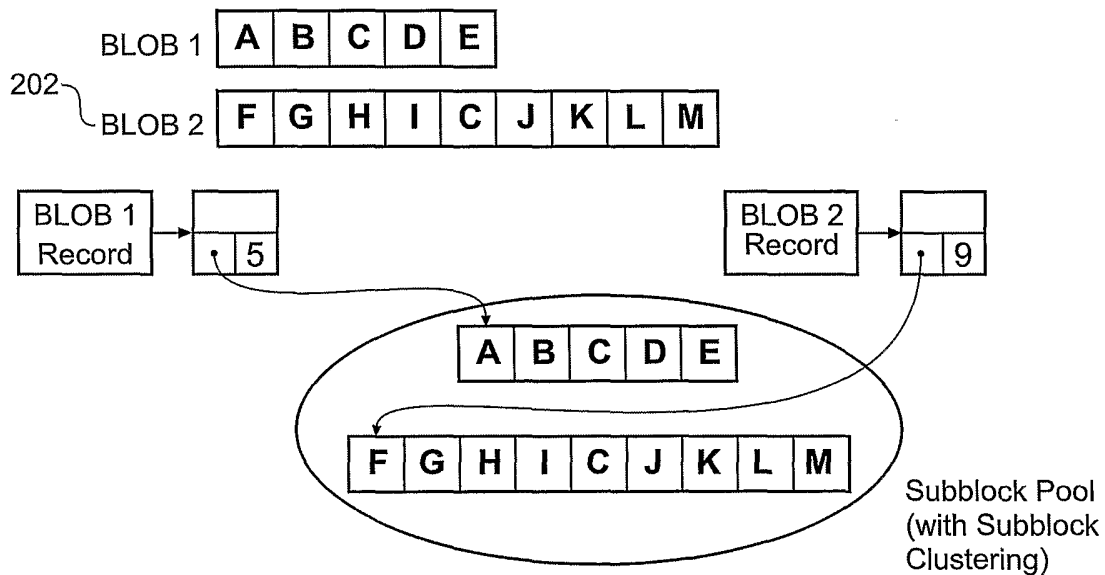 BLOB 1 A B C D E
202
BLOB 2 F G H I C J K L M
BLOB 1
Record
5
BLOB 2
Record
9
A B C D E
F G H I C J K L M
Subblock Pool
(with Subblock
Clustering)